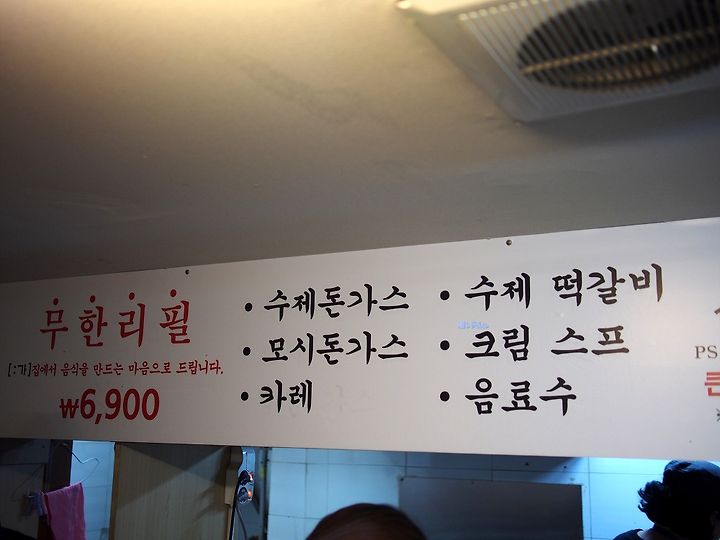 무한리필
[:가]집에서 음식을 만드는 마음으로 드립니다.
₩6,900
• 수제돈가스
• 모시돈가스
• 카레
• 수제 떡갈비
• 크림 스프
• 음료수
PS
큰